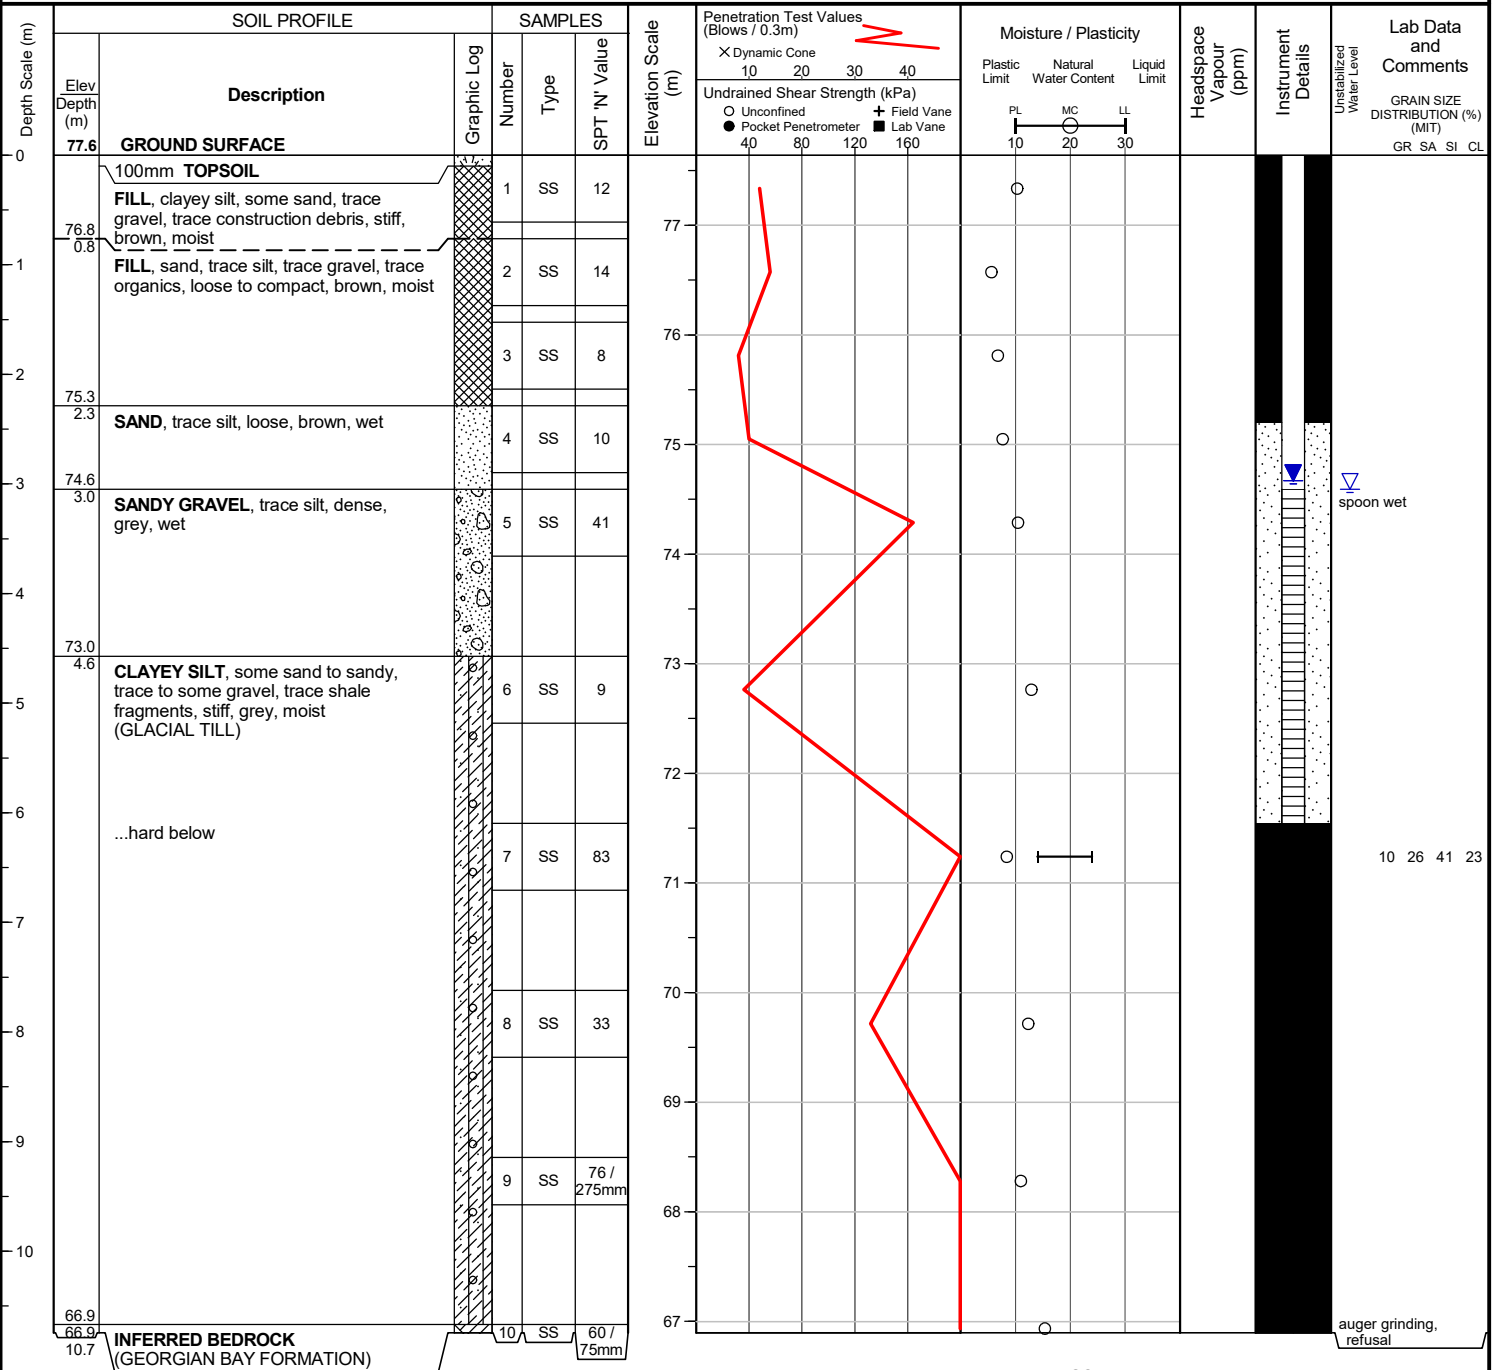 SOIL PROFILE
SAMPLES
Depth Scale (m)
Elev
Depth
(m)
Description
Graphic Log
Number
Type
SPT 'N' Value
Elevation Scale
(m)
Penetration Test Values
(Blows / 0.3m)
× Dynamic Cone
10 20 30 40
Undrained Shear Strength (kPa)
Unconfined
Field Vane
Pocket Penetrometer
Lab Vane
40 80 120 160
Moisture / Plasticity
Plastic
Limit
Natural
Water Content
Liquid
Limit
PL MC LL
10 20 30
Headspace
Vapour
(ppm)
Instrument
Details
Unstabilized
Water Level
Lab Data
and
Comments
GRAIN SIZE
DISTRIBUTION (%)
(MIT)
GR SA SI CL
77.6 GROUND SURFACE
0
100mm TOPSOIL
FILL, clayey silt, some sand, trace
gravel, trace construction debris, stiff,
brown, moist
1 SS 12
77
76.8
0.8
FILL, sand, trace silt, trace gravel, trace
organics, loose to compact, brown, moist
1
2 SS 14
76
3 SS 8
2
75.3
2.3
SAND, trace silt, loose, brown, wet
4 SS 10
75
74.6
3
3.0
SANDY GRAVEL, trace silt, dense,
grey, wet
spoon wet
5 SS 41
74
4
73.0
4.6
CLAYEY SILT, some sand to sandy,
trace to some gravel, trace shale
fragments, stiff, grey, moist
(GLACIAL TILL)
73
6 SS 9
5
72
6
...hard below
7 SS 83
10 26 41 23
71
7
70
8 SS 33
8
69
9
9 SS 76 /
275mm
68
10
66.9
67
66.9
10.7
INFERRED BEDROCK
(GEORGIAN BAY FORMATION)
10 SS 60 /
75mm
auger grinding,
refusal